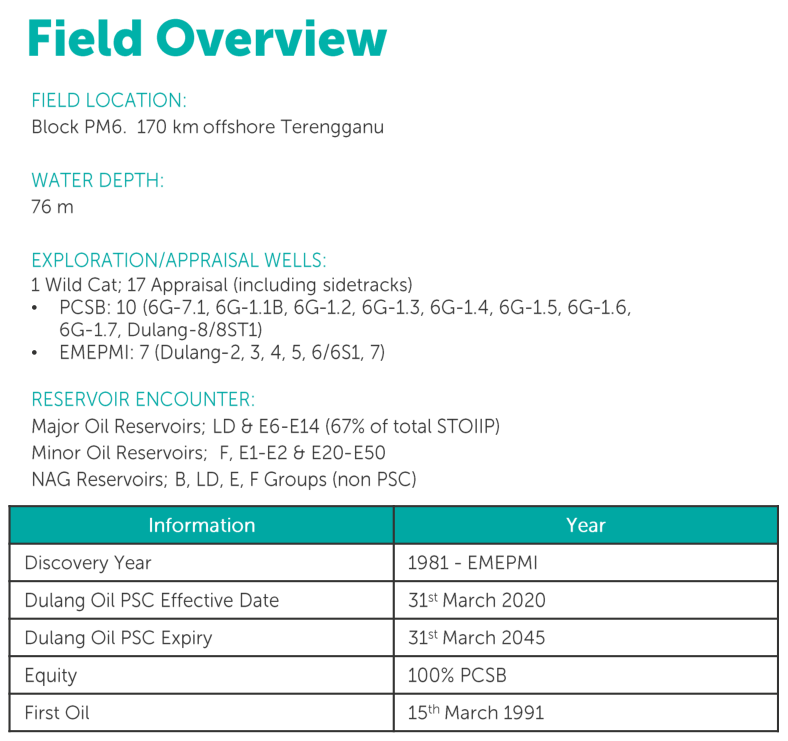 Field Overview
FIELD LOCATION:
Block PM6.  170 km offshore Terengganu
WATER DEPTH:
76 m
EXPLORATION/APPRAISAL WELLS:
1 Wild Cat; 17 Appraisal (including sidetracks)
• PCSB: 10 (6G-7.1, 6G-1.1B, 6G-1.2, 6G-1.3, 6G-1.4, 6G-1.5, 6G-1.6,
6G-1.7, Dulang-8/8ST1)
• EMEPMI: 7 (Dulang-2, 3, 4, 5, 6/6S1, 7)
RESERVOIR ENCOUNTER:
Major Oil Reservoirs; LD & E6-E14 (67% of total STOIIP)
Minor Oil Reservoirs;  F, E1-E2 & E20-E50
NAG Reservoirs; B, LD, E, F Groups (non PSC)
Information Year
Discovery Year 1981 - EMEPMI
Dulang Oil PSC Effective Date 31st March 2020
Dulang Oil PSC Expiry 31st March 2045
Equity 100% PCSB
First Oil 15th March 1991